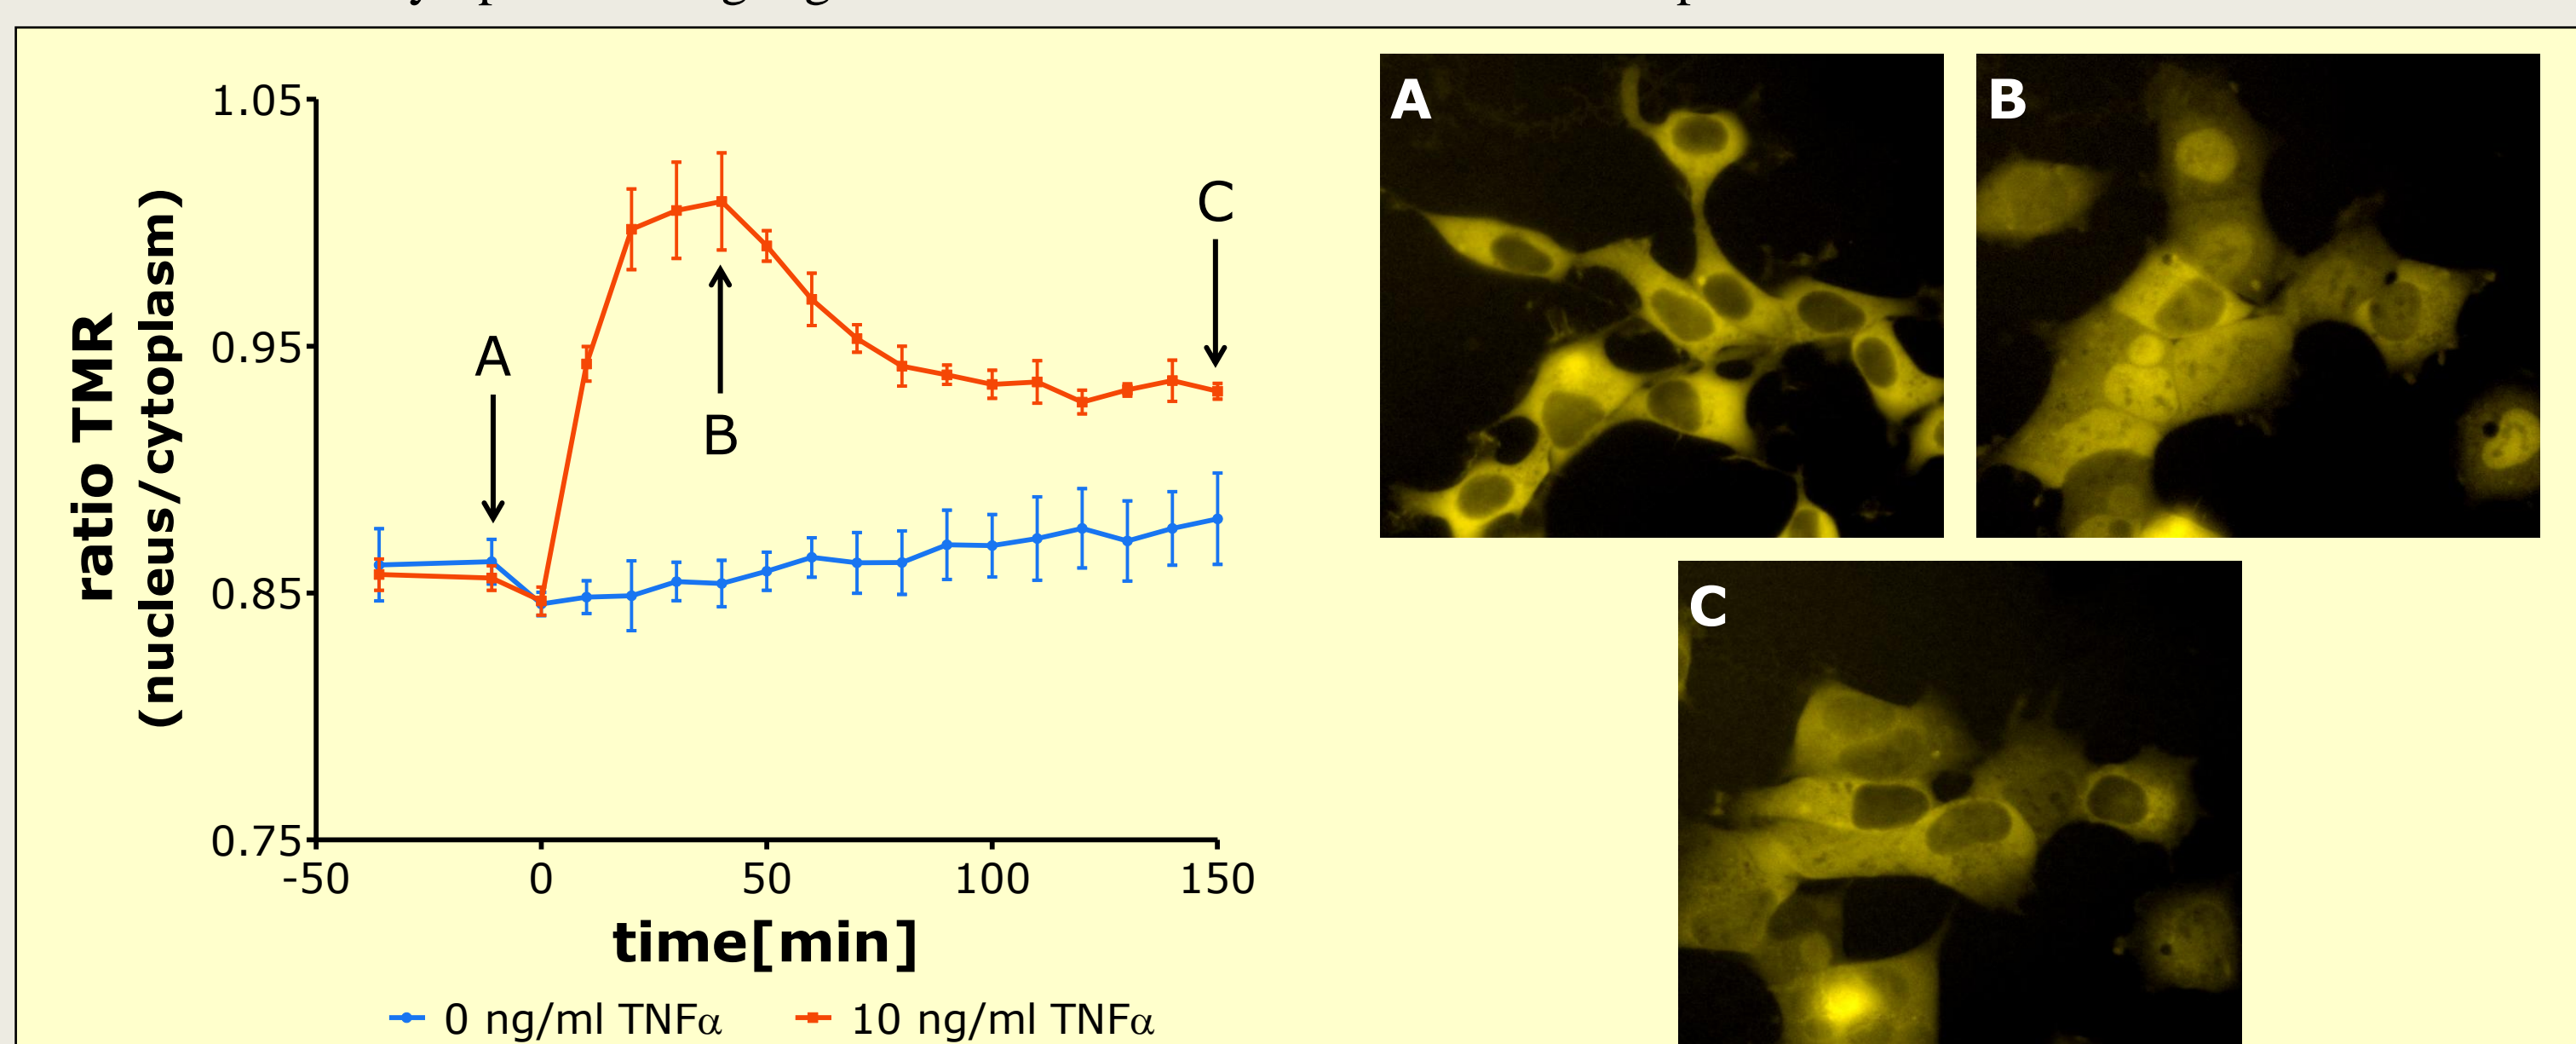 1.05
0.95
0.85
0.75
-50
0
50
100
150
ratio TMR
(nucleus/cytoplasm)
time[min]
A
B
C
0 ng/ml TNFα
10 ng/ml TNFα
A
B
C